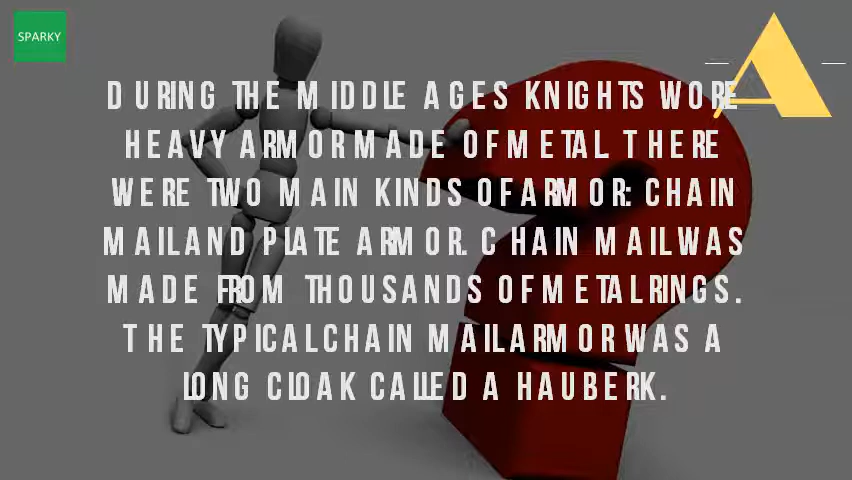 SPARKY
A
DURING THE MIDDLE AGES KNIGHTS WORE
HEAVY ARMOR MADE OF METAL. THERE
WERE TWO MAIN KINDS OF ARMOR: CHAIN
MAIL AND PLATE ARMOR. CHAIN MAIL WAS
MADE FROM THOUSANDS OF METAL RINGS.
THE TYPICAL CHAIN MAIL ARMOR WAS A
LONG CLOAK CALLED A HAUBERK.